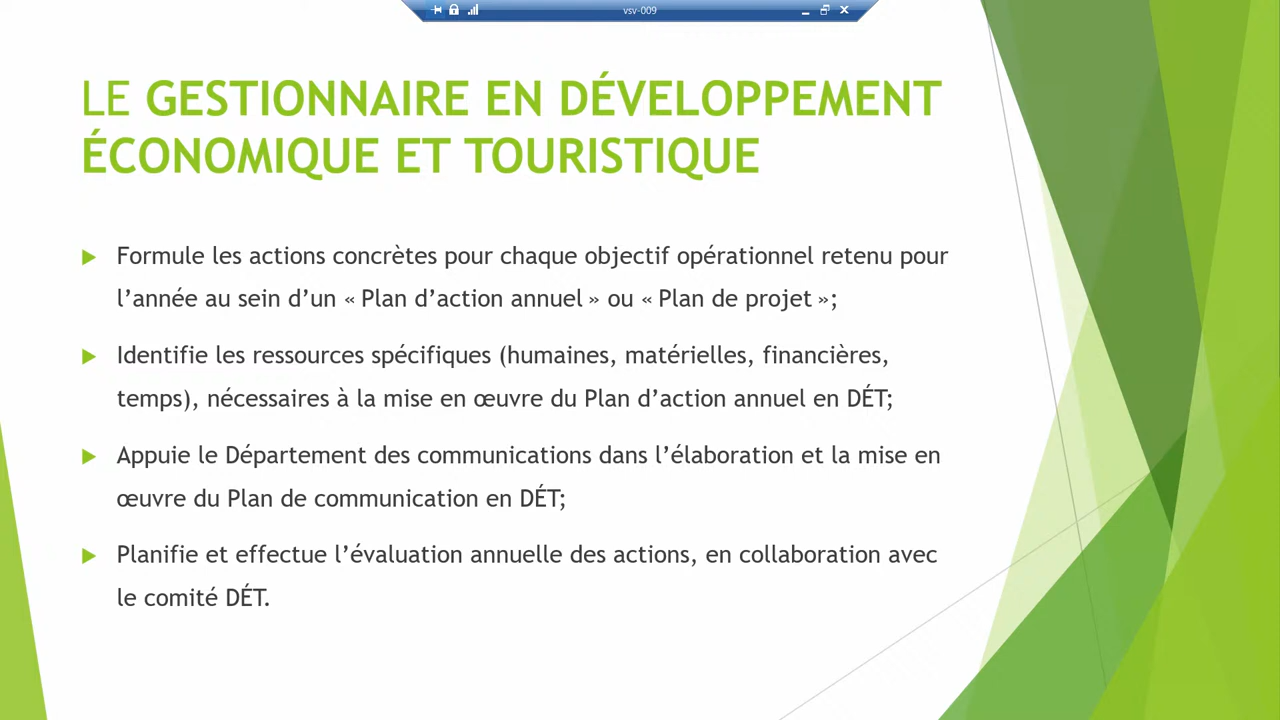 vsv-009
LE GESTIONNAIRE EN DÉVELOPPEMENT
ÉCONOMIQUE ET TOURISTIQUE
Formule les actions concrètes pour chaque objectif opérationnel retenu pour
l’année au sein d’un « Plan d’action annuel » ou « Plan de projet »;
Identifie les ressources spécifiques (humaines, matérielles, financières,
temps), nécessaires à la mise en œuvre du Plan d’action annuel en DÉT;
Appuie le Département des communications dans l’élaboration et la mise en
œuvre du Plan de communication en DÉT;
Planifie et effectue l’évaluation annuelle des actions, en collaboration avec
le comité DÉT.